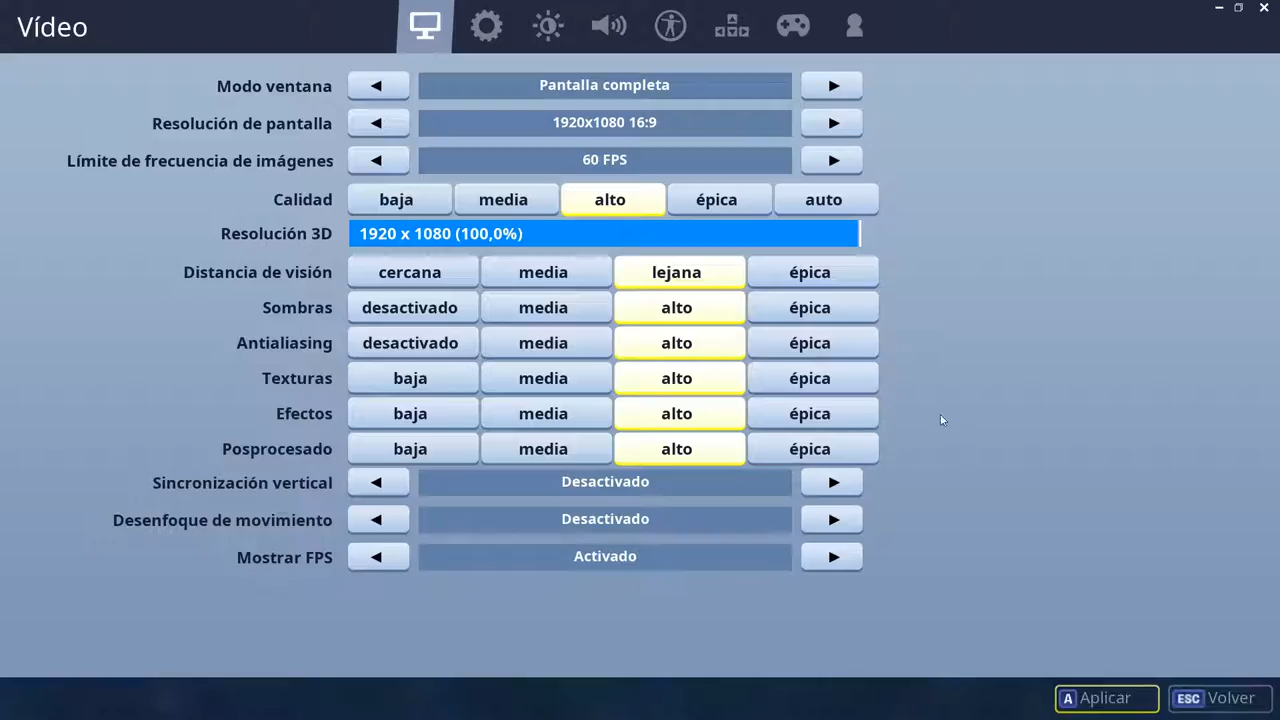 Vídeo
Modo ventana Pantalla completa
Resolución de pantalla 1920x1080 16:9
Límite de frecuencia de imágenes 60 FPS
Calidad baja media alto épica auto
Resolución 3D 1920 x 1080 (100,0%)
Distancia de visión cercana media lejana épica
Sombras desactivado media alto épica
Antialiasing desactivado media alto épica
Texturas baja media alto épica
Efectos baja media alto épica
Posprocesado baja media alto épica
Sincronización vertical Desactivado
Desenfoque de movimiento Desactivado
Mostrar FPS Activado
A Aplicar ESC Volver